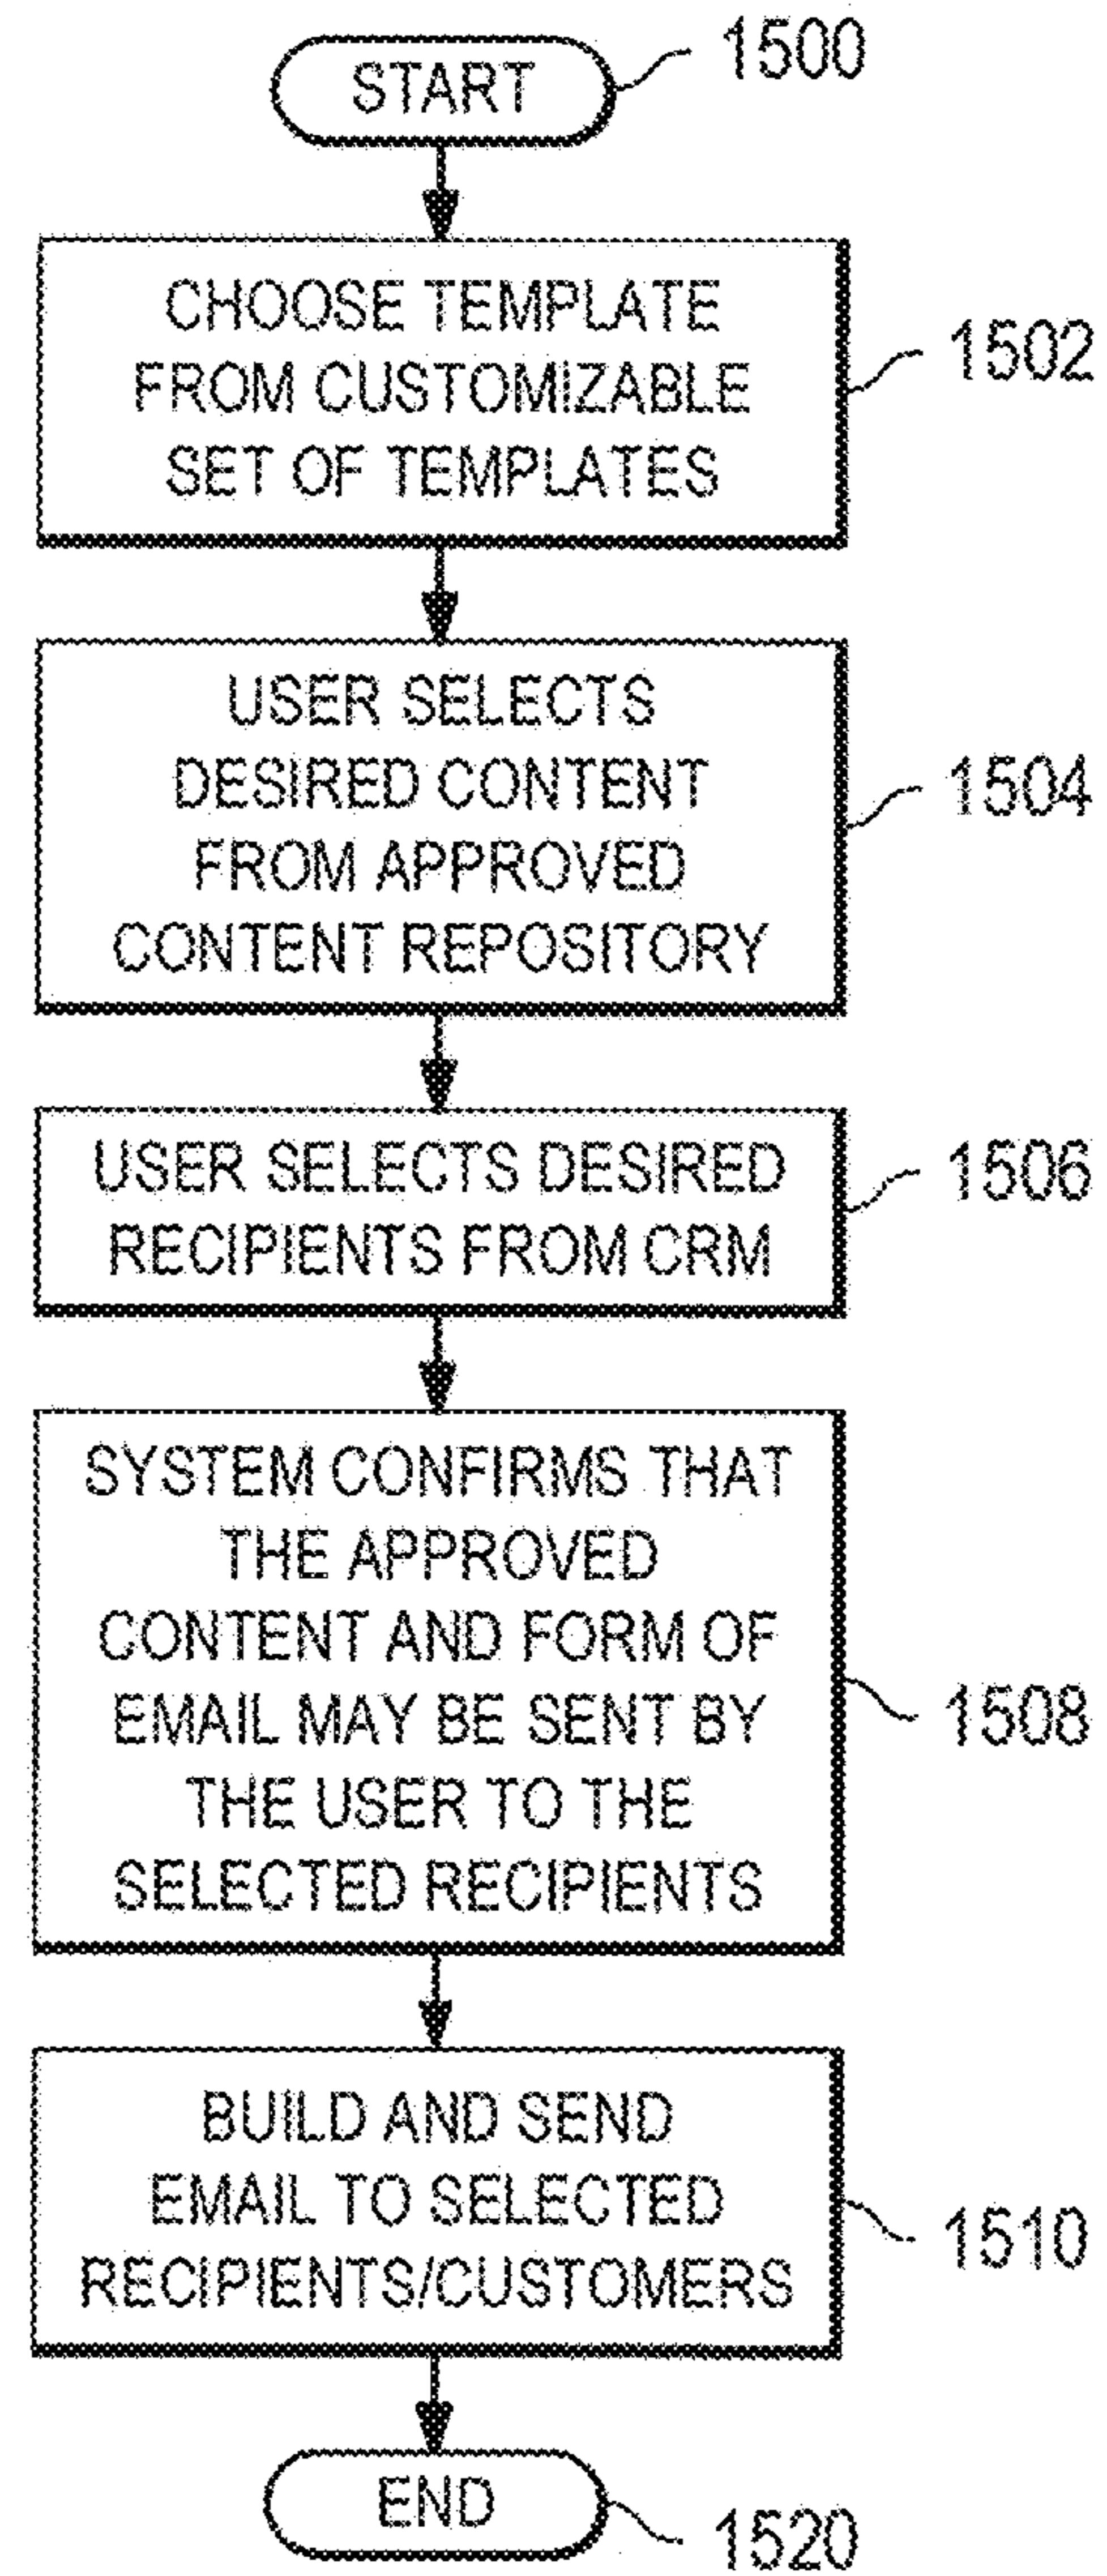 START
1500
CHOOSE TEMPLATE
FROM CUSTOMIZABLE
SET OF TEMPLATES
1502
USER SELECTS
DESIRED CONTENT
FROM APPROVED
CONTENT REPOSITORY
1504
USER SELECTS DESIRED
RECIPIENTS FROM CRM
1506
SYSTEM CONFIRMS THAT
THE APPROVED
CONTENT AND FORM OF
EMAIL MAY BE SENT BY
THE USER TO THE
SELECTED RECIPIENTS
1508
BUILD AND SEND
EMAIL TO SELECTED
RECIPIENTS/CUSTOMERS
1510
END
1520